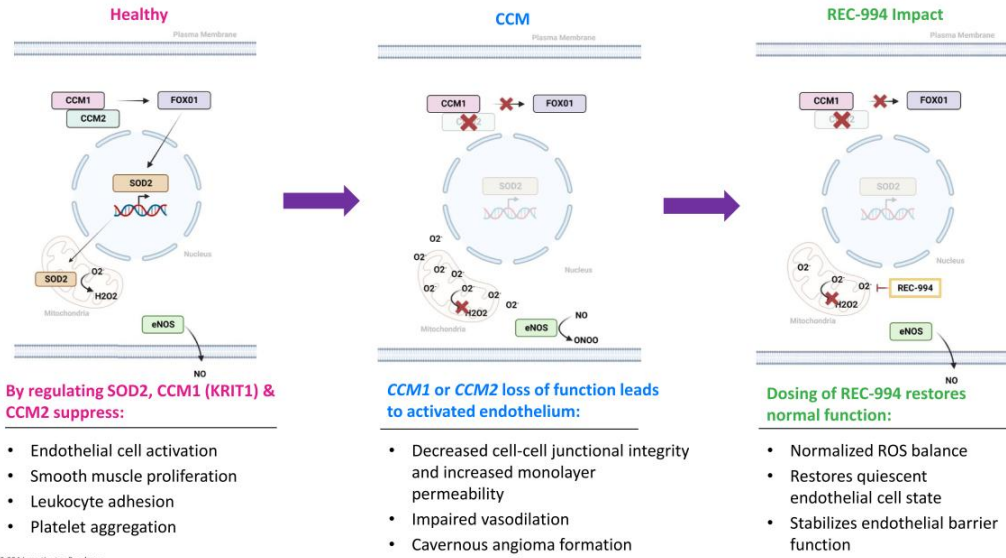 Healthy
Plasma Membrane
CCM1
FOX01
CCM2
SOD2
Nucleus
SOD2
O2-
H2O2
Mitochondria
eNOS
NO
By regulating SOD2, CCM1 (KRIT1) &
CCM2 suppress:
• Endothelial cell activation
• Smooth muscle proliferation
• Leukocyte adhesion
• Platelet aggregation
CCM
Plasma Membrane
CCM1
FOX01
SOD2
O2-
O2-
O2-
Nucleus
O2-
O2-
O2-
O2-
O2-
H2O2
Mitochondria
NO
eNOS
ONOO
CCM1 or CCM2 loss of function leads
to activated endothelium:
• Decreased cell-cell junctional integrity
and increased monolayer
permeability
• Impaired vasodilation
• Cavernous angioma formation
REC-994 Impact
Plasma Membrane
CCM1
FOX01
SOD2
Nucleus
O2-
O2-
O2-
REC-994
H2O2
Mitochondria
eNOS
NO
Dosing of REC-994 restores
normal function:
• Normalized ROS balance
• Restores quiescent
endothelial cell state
• Stabilizes endothelial barrier
function